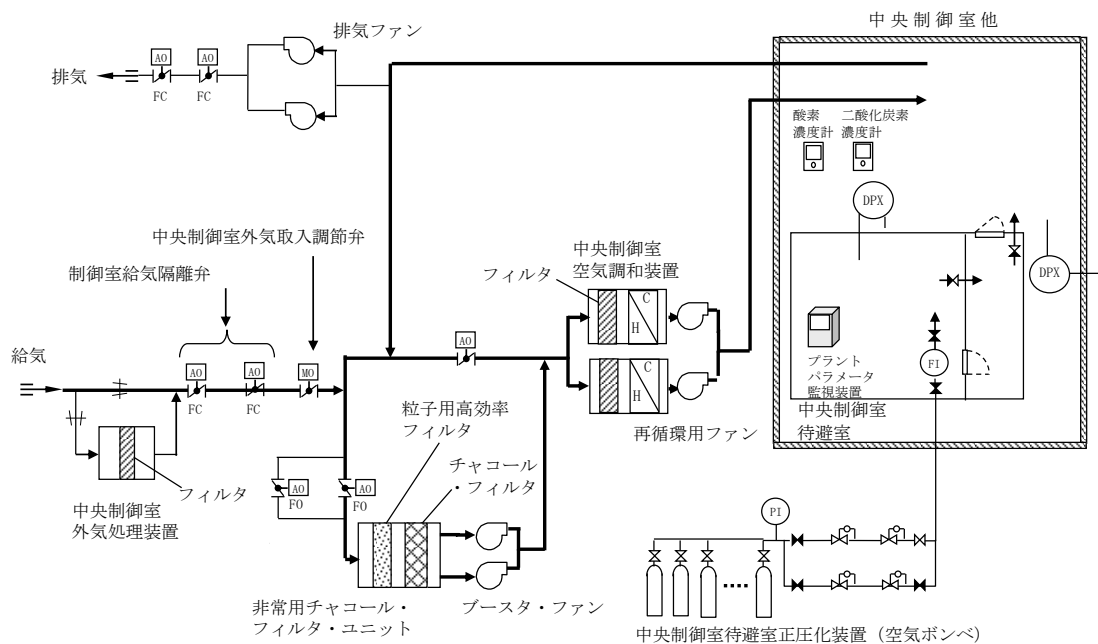 中央制御室他
排気ファン
AO
AO
排気
FC
FC
酸素
濃度計
二酸化炭素
濃度計
DPX
中央制御室外気取入調節弁
制御室給気隔離弁
中央制御室
空気調和装置
フィルタ
DPX
C
H
AO
給気
AO
AO
MO
FC
FC
C
H
FI
プラント
パラメータ
監視装置
中央制御室
待避室
粒子用高効率
フィルタ
再循環用ファン
チャコール
・フィルタ
フィルタ
AO
FO
AO
FO
中央制御室
外気処理装置
PI
非常用チャコール・
フィルタ・ユニット
ブースタ・ファン
中央制御室待避室正圧化装置（空気ボンベ）